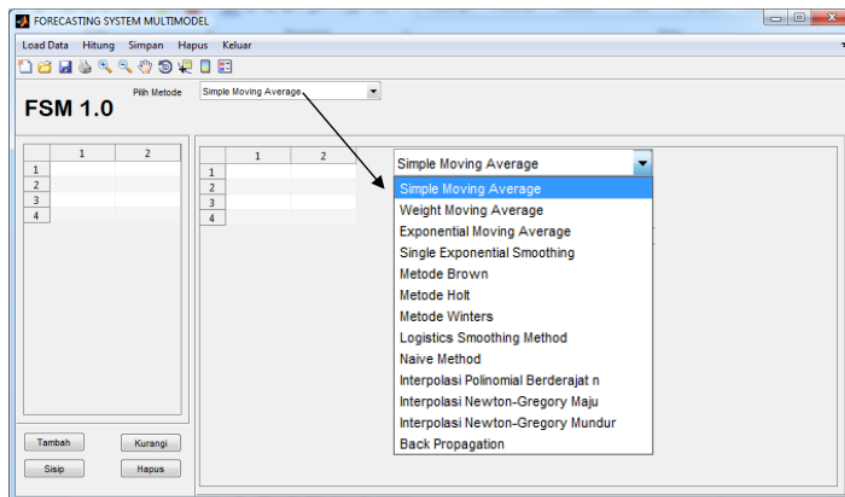 FORECASTING SYSTEM MULTIMODEL
Load Data Hitung Simpan Hapus Keluar
FSM 1.0
Pilih Metode
Simple Moving Average
1 2
1
2
3
4
1 2
1
2
3
4
Simple Moving Average
Simple Moving Average
Weight Moving Average
Exponential Moving Average
Single Exponential Smoothing
Metode Brown
Metode Holt
Metode Winters
Logistics Smoothing Method
Naive Method
Interpolasi Polinomial Berderajat n
Interpolasi Newton-Gregory Maju
Interpolasi Newton-Gregory Mundur
Back Propagation
Tambah Kurangi
Sisip Hapus